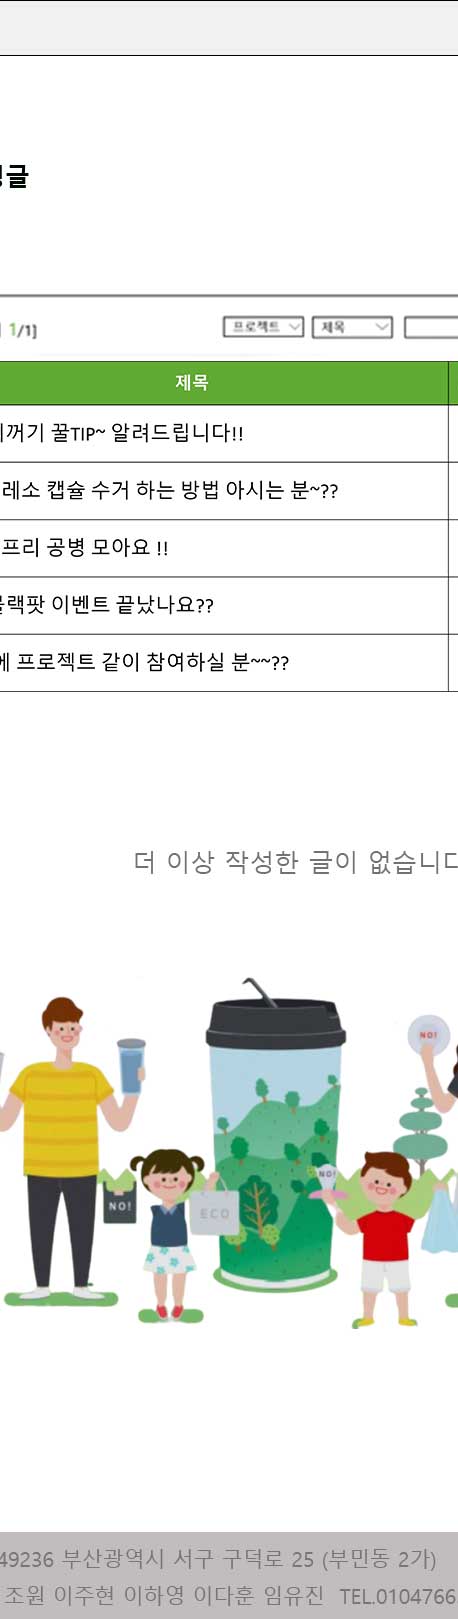 글
1/1]
프로젝트 제목
제목
꺼기 꿀TIP~ 알려드립니다!!
레소 캡슐 수거 하는 방법 아시는 분~??
프리 공병 모아요 !!
랙팟 이벤트 끝났나요??
에 프로젝트 같이 참여하실 분~~??
더 이상 작성한 글이 없습니다
NO!
NO!
ECO
NO!
49236 부산광역시 서구 구덕로 25 (부민동 2가)
조원 이주현 이하영 이다훈 임유진 TEL.0104766